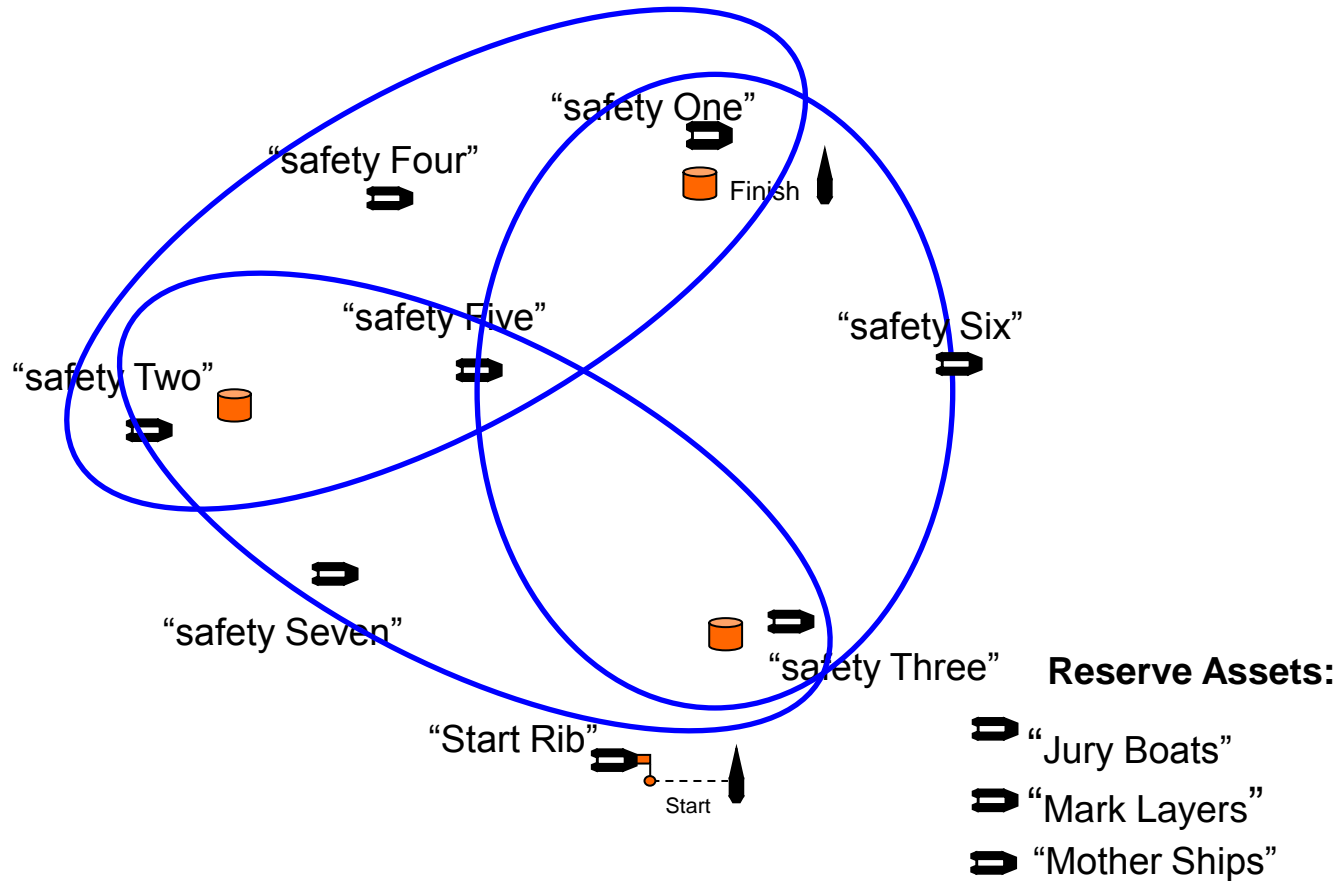 “safety One”
“safety Four”
Finish
“safety Five”
“safety Six”
“safety Two”
“safety Seven”
“safety Three”
Reserve Assets:
“Start Rib”
“Jury Boats”
Start
“Mark Layers”
“Mother Ships”